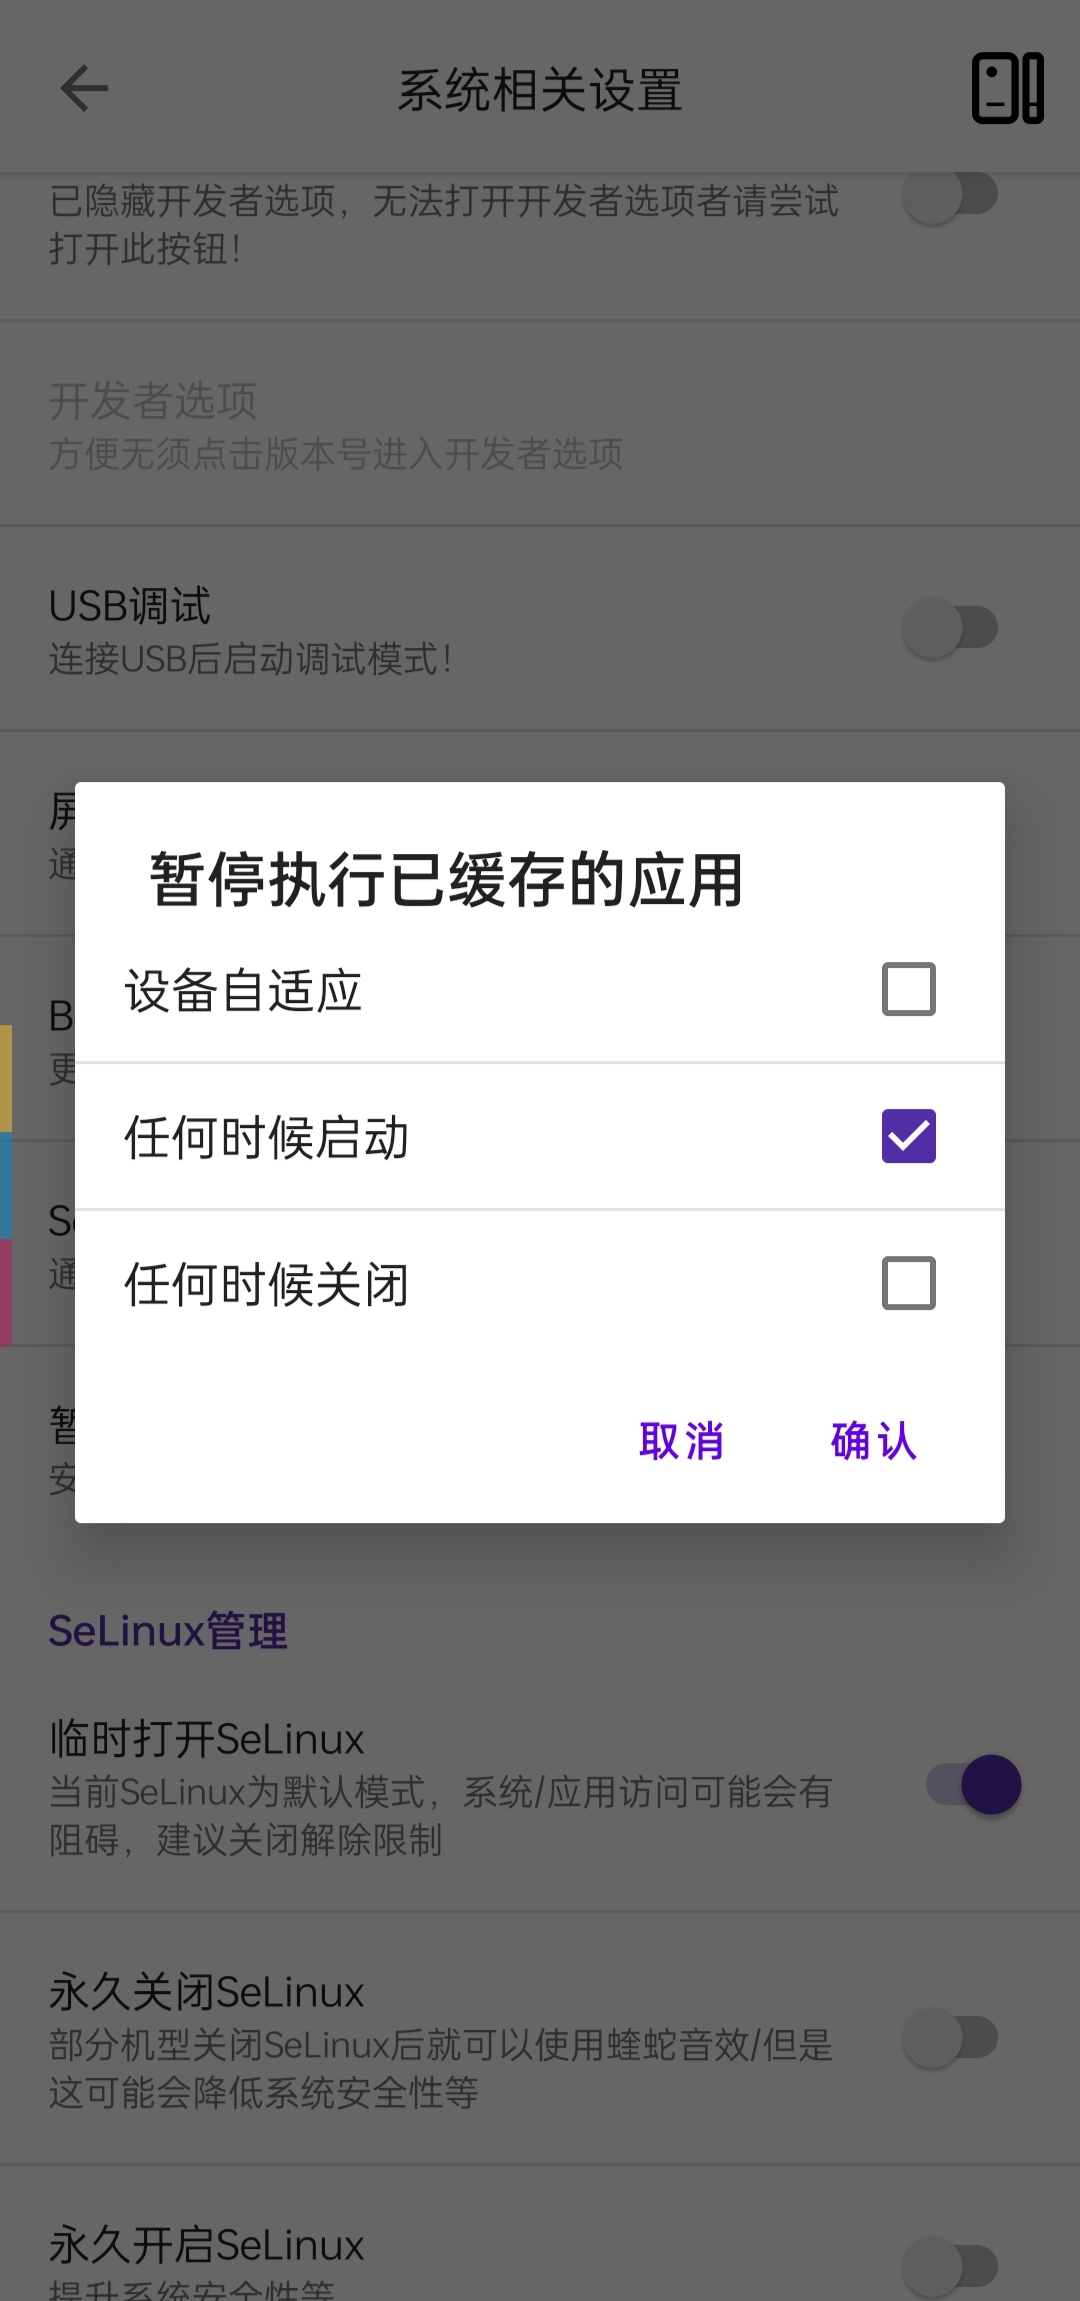 系统相关设置
已隐藏开发者选项，无法打开开发者选项者请尝试
打开此按钮！
开发者选项
方便无须点击版本号进入开发者选项
USB调试
连接USB后启动调试模式！
屏
通
暂停执行已缓存的应用
设备自适应
B
更
任何时候启动
Se
通
任何时候关闭
暂
安
取消
确认
SeLinux管理
临时打开SeLinux
当前SeLinux为默认模式，系统/应用访问可能会有
阻碍，建议关闭解除限制
永久关闭SeLinux
部分机型关闭SeLinux后就可以使用蝰蛇音效/但是
这可能会降低系统安全性等
永久开启SeLinux
提升系统安全性等